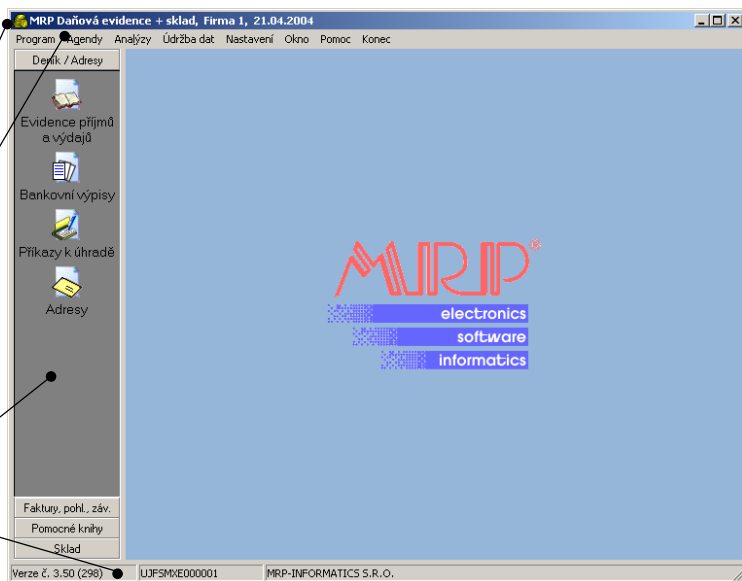 MRP Daňová evidence + sklad, Firma 1, 21.04.2004
Program Agendy Analýzy Údržba dat Nastavení Okno Pomoc Konec
Deník / Adresy
Evidence příjmů
a výdajů
Bankovní výpisy
Příkazy k úhradě
Adresy
MRP®
electronics
software
informatics
Faktury, pohl., záv.
Pomocné knihy
Sklad
Verze č. 3.50 (298) UJFSMXE000001 MRP-INFORMATICS S.R.O.